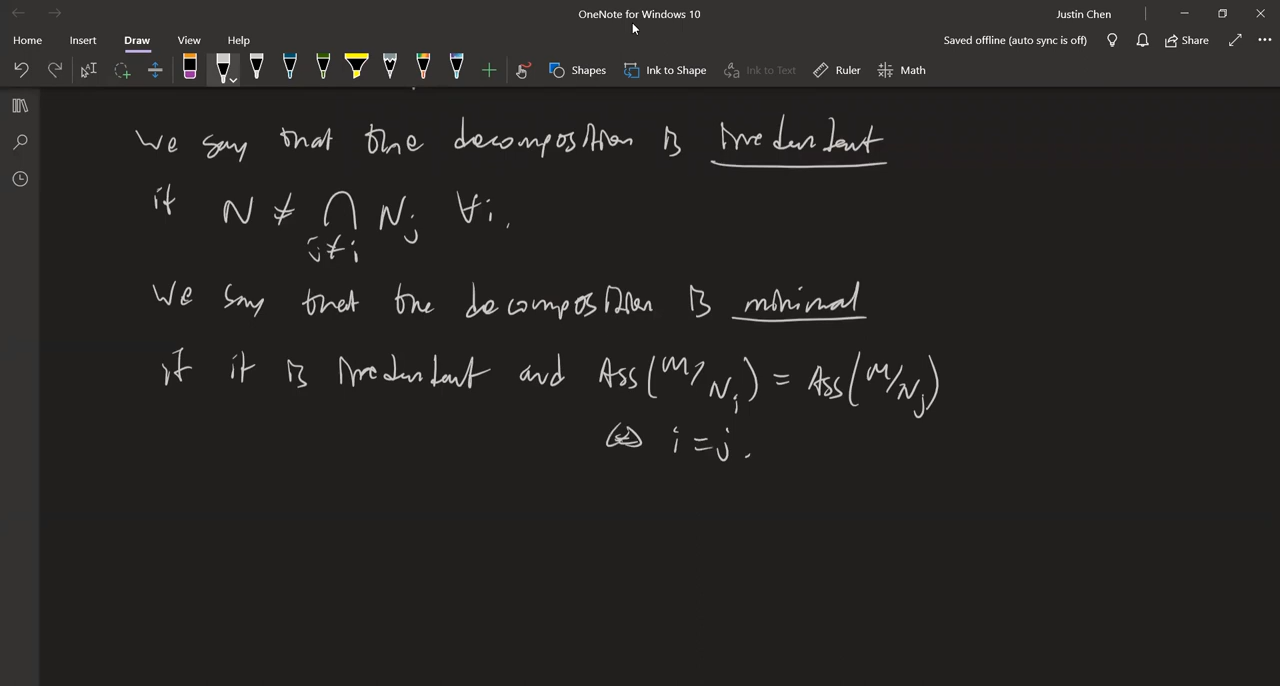 OneNote for Windows 10
Justin Chen
Home Insert Draw View Help
Saved offline (auto sync is off)
Share
Shapes Ink to Shape Ink to Text Ruler Math
We say that the decomposition is irredundant
if N ≠ ⋂_{j≠i} N_j ∀i.
We say that the decomposition is minimal
if it is irredundant and Ass(M/N_i) = Ass(M/N_j)
⇔ i = j.